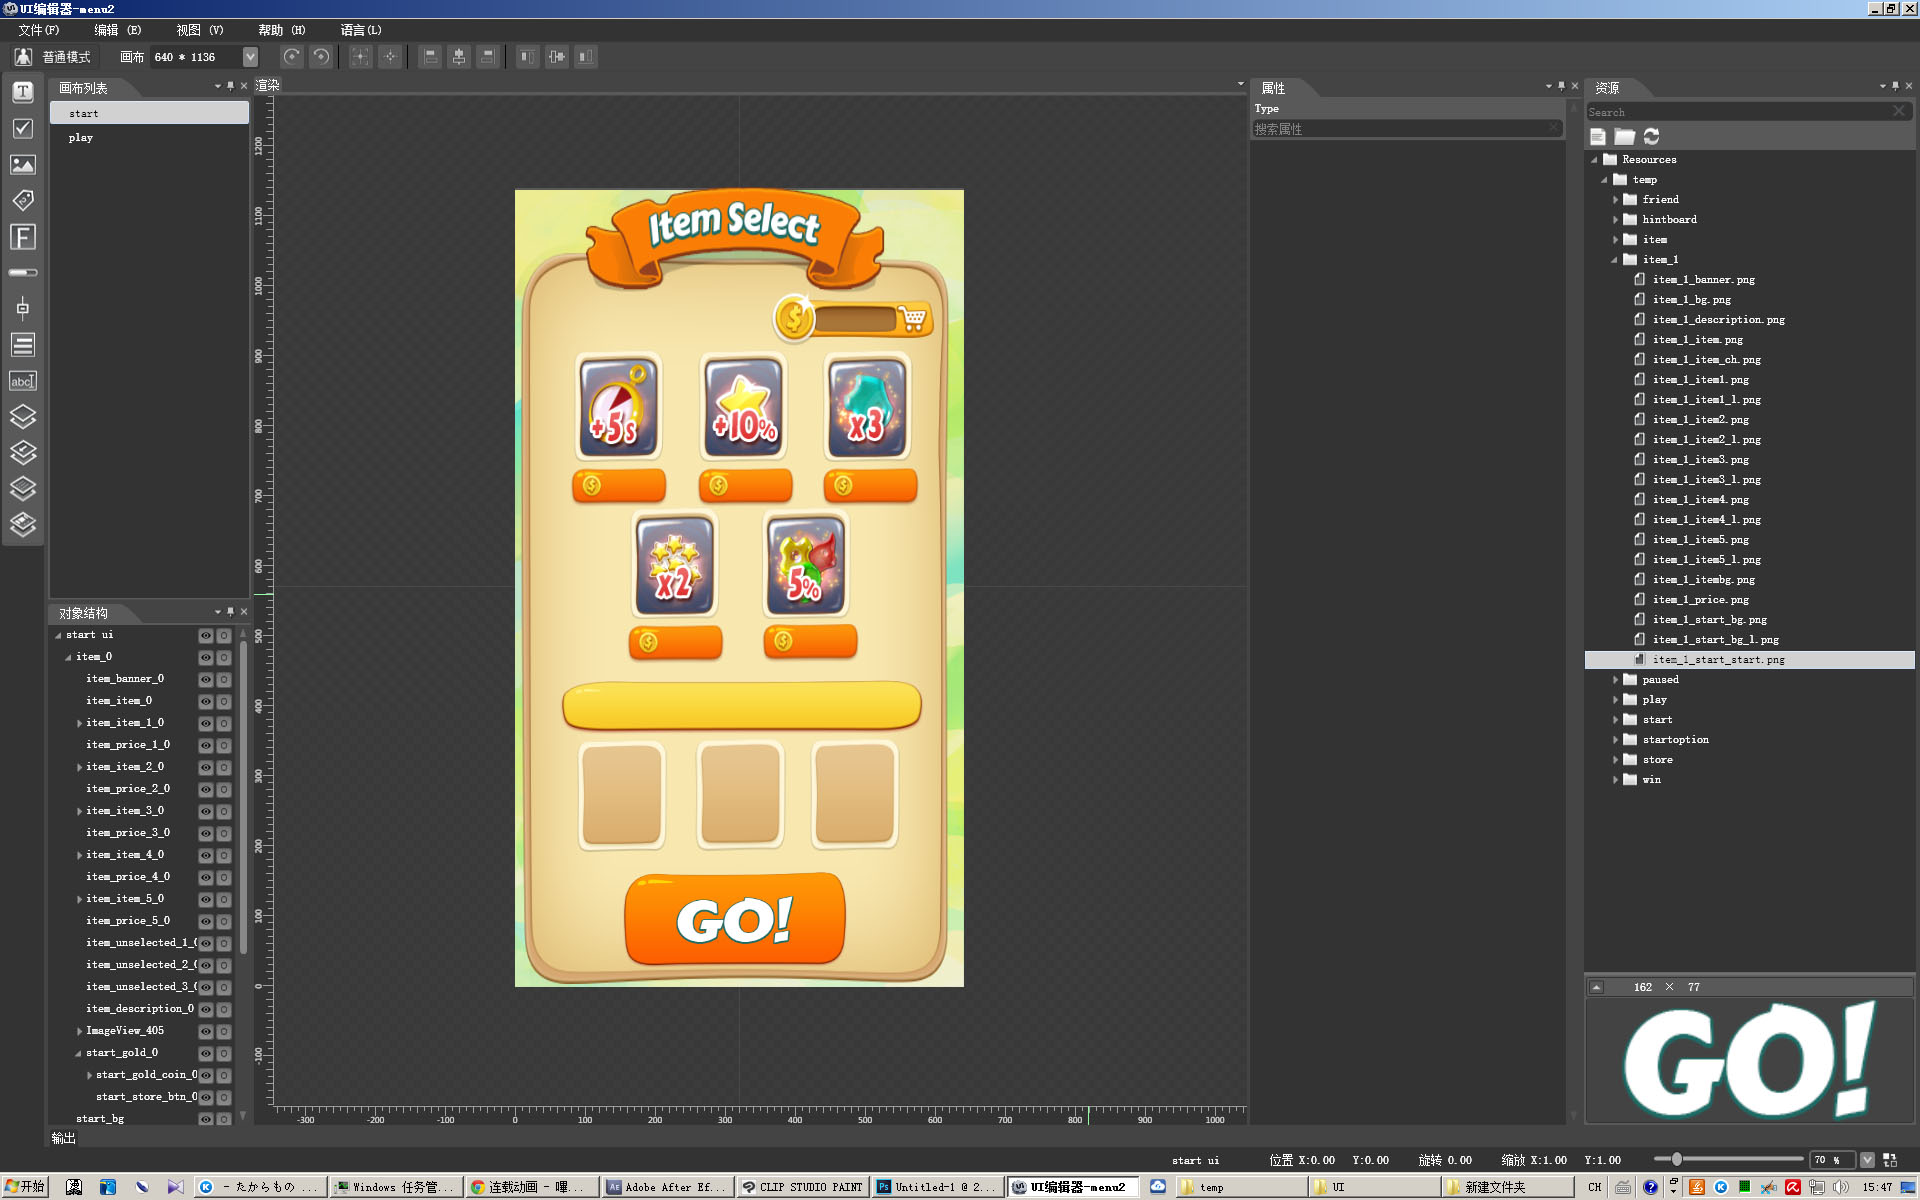 UI编辑器-menu2
文件(F) 编辑 (E) 视图 (V) 帮助 (H) 语言(L)
普通模式 画布 640 * 1136
画布列表
start
play
渲染
1200
1100
1000
900
800
700
600
500
400
300
200
100
0
-100
-300 -200 -100 0 100 200 300 400 500 600 700 800 900 1000
Item Select
+5s
+10%
x3
x2
5%
GO!
对象结构
start ui
item_0
item_banner_0
item_item_0
item_item_1_0
item_price_1_0
item_item_2_0
item_price_2_0
item_item_3_0
item_price_3_0
item_item_4_0
item_price_4_0
item_item_5_0
item_price_5_0
item_unselected_1_0
item_unselected_2_0
item_unselected_3_0
item_description_0
ImageView_405
start_gold_0
start_gold_coin_0
start_store_btn_0
start_bg
输出
属性
Type
搜索属性
资源
Search
Resources
temp
friend
hintboard
item
item_1
item_1_banner.png
item_1_bg.png
item_1_description.png
item_1_item.png
item_1_item_ch.png
item_1_item1.png
item_1_item1_l.png
item_1_item2.png
item_1_item2_l.png
item_1_item3.png
item_1_item3_l.png
item_1_item4.png
item_1_item4_l.png
item_1_item5.png
item_1_item5_l.png
item_1_itembg.png
item_1_price.png
item_1_start_bg.png
item_1_start_bg_l.png
item_1_start_start.png
paused
play
start
startoption
store
win
162 × 77
GO!
start ui 位置 X:0.00 Y:0.00 旋转 0.00 缩放 X:1.00 Y:1.00 70 %
开始 - たからもの ... Windows 任务管... 连载动画 - 嗶... Adobe After Ef... CLIP STUDIO PAINT Untitled-1 @ 2... UI编辑器-menu2 temp UI 新建文件夹 CH 15:47